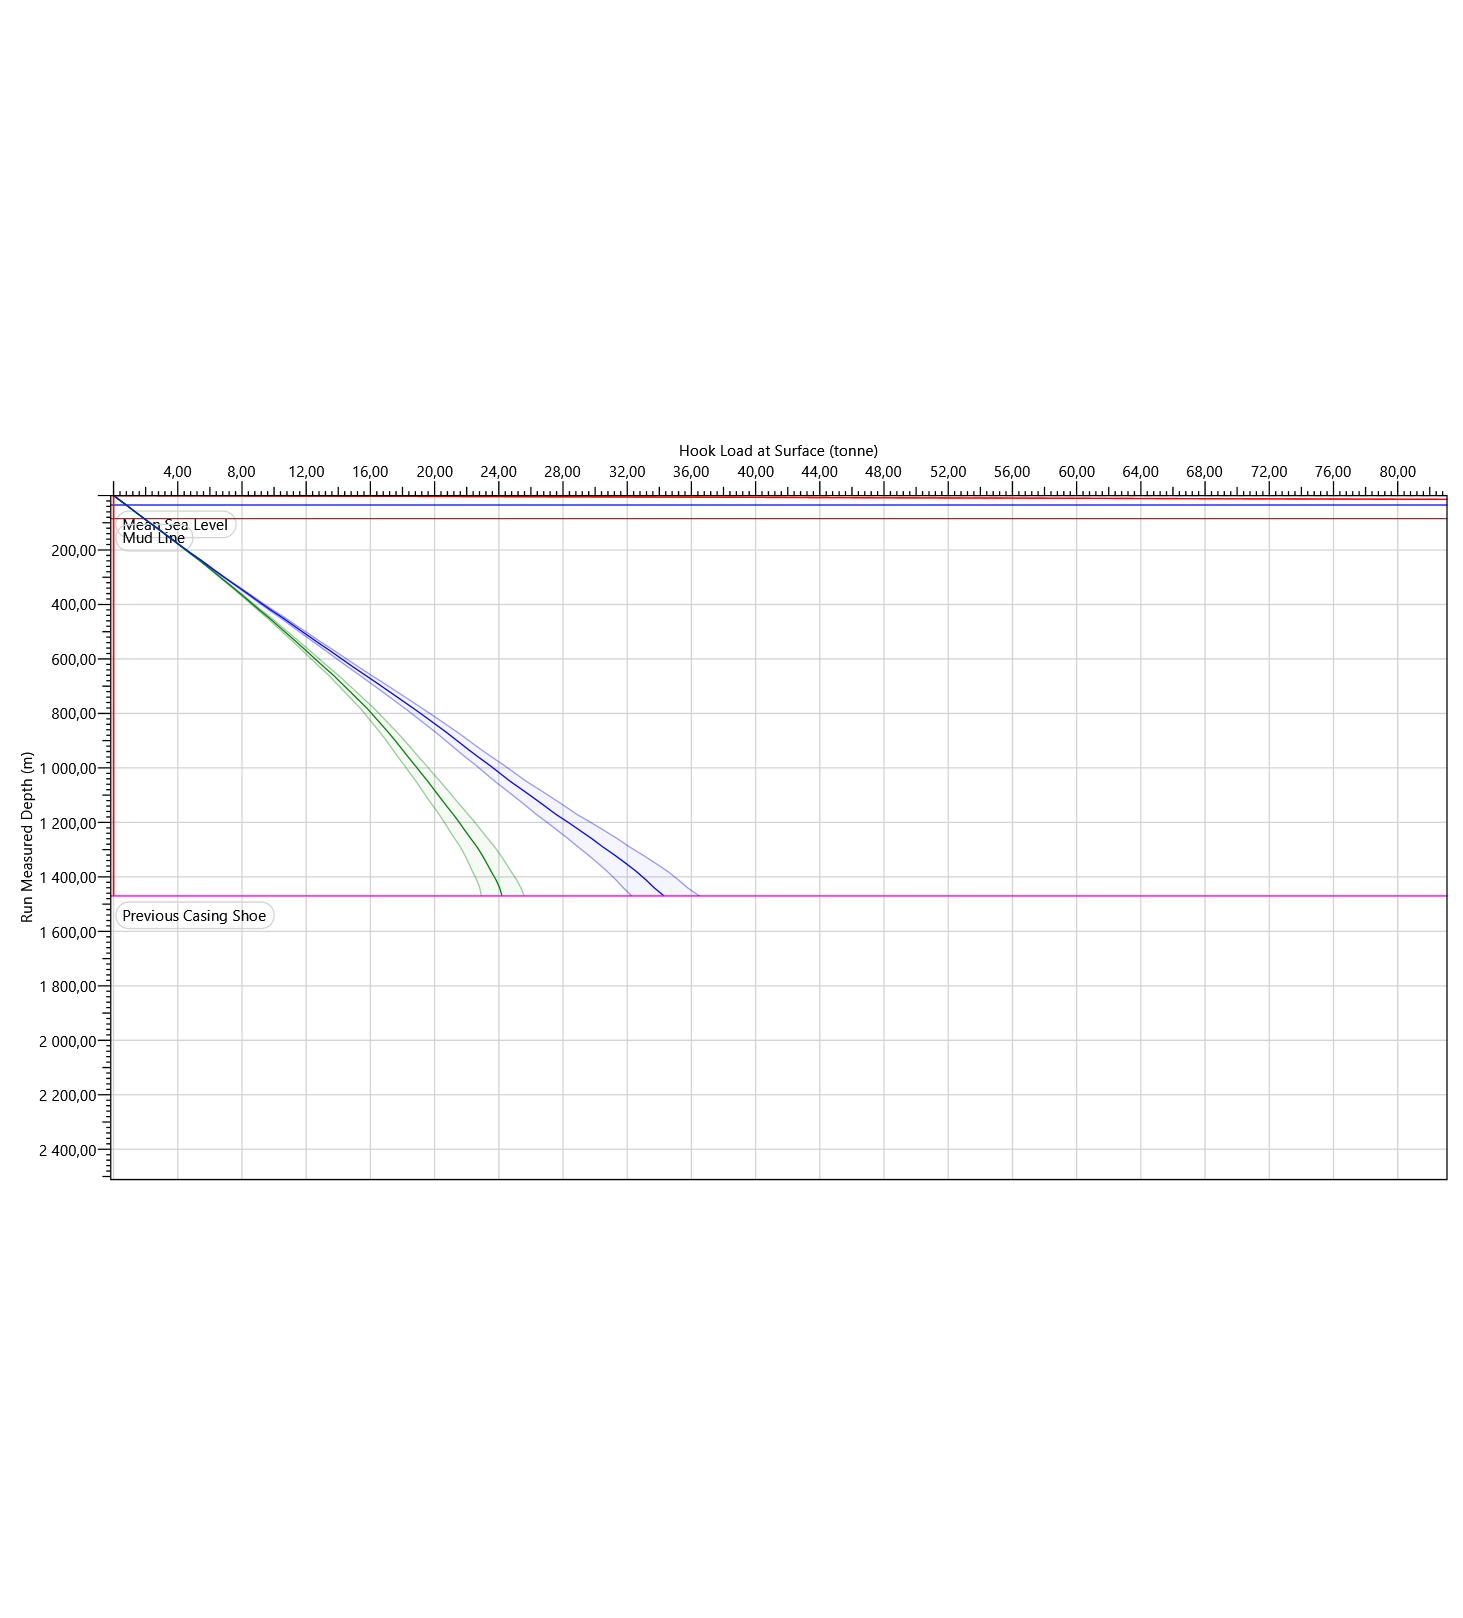 Hook Load at Surface (tonne)
4,00 8,00 12,00 16,00 20,00 24,00 28,00 32,00 36,00 40,00 44,00 48,00 52,00 56,00 60,00 64,00 68,00 72,00 76,00 80,00
Mean Sea Level
Mud Line
200,00
400,00
600,00
800,00
1 000,00
1 200,00
1 400,00
1 600,00
1 800,00
2 000,00
2 200,00
2 400,00
Run Measured Depth (m)
Previous Casing Shoe